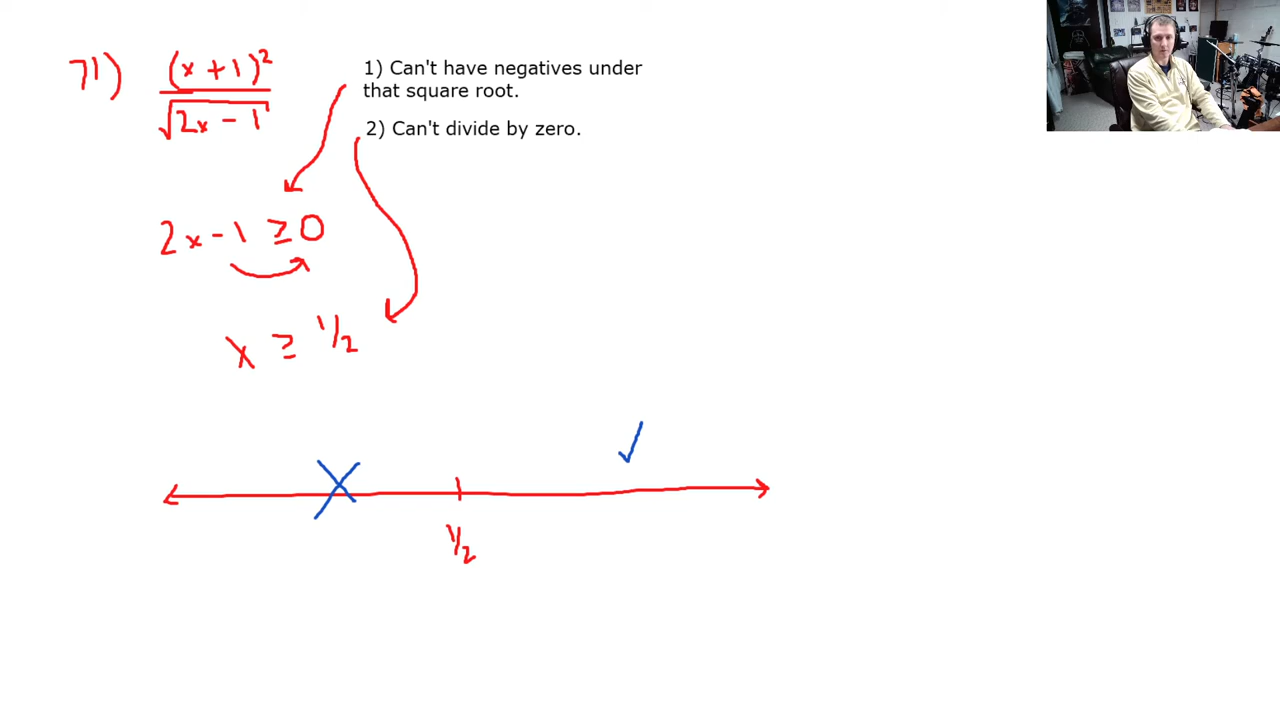 71) (x + 1)²
√2x - 1
1) Can't have negatives under
that square root.
2) Can't divide by zero.
2x - 1 ≥ 0
x ≥ 1/2
1/2